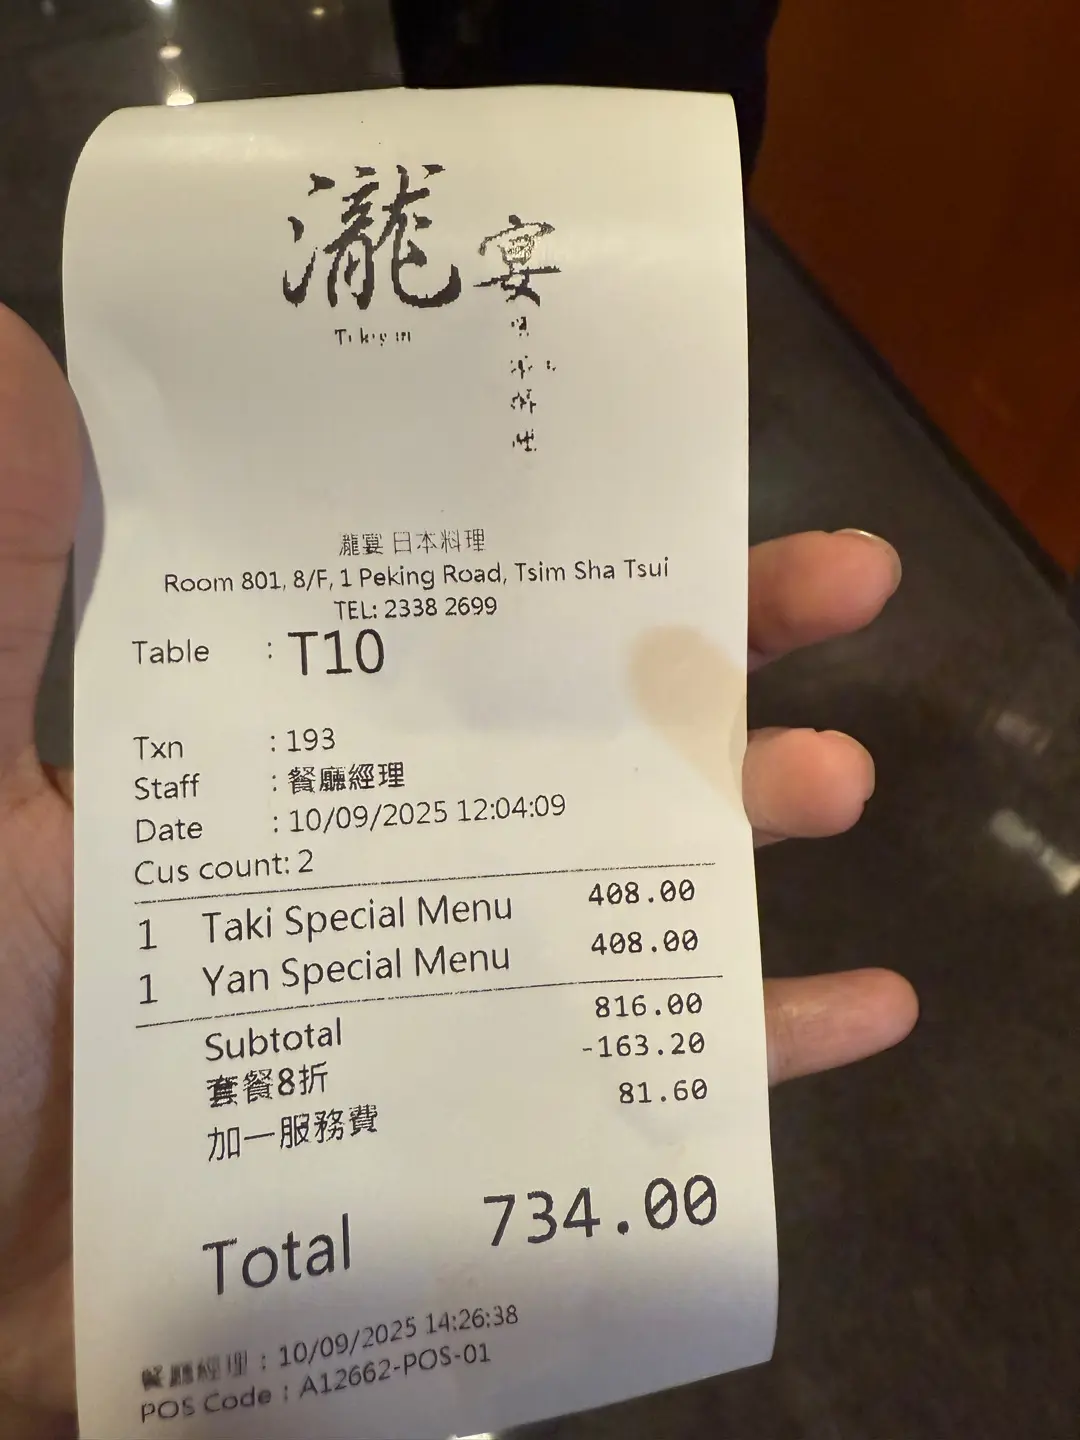 瀧宴
瀧宴 日本料理
Room 801, 8/F, 1 Peking Road, Tsim Sha Tsui
TEL: 2338 2699
Table : T10
Txn : 193
Staff : 餐廳經理
Date : 10/09/2025 12:04:09
Cus count: 2
1 Taki Special Menu 408.00
1 Yan Special Menu 408.00
Subtotal 816.00
套餐8折 -163.20
加一服務費 81.60
Total 734.00
餐廳經理 : 10/09/2025 14:26:38
POS Code : A12662-POS-01